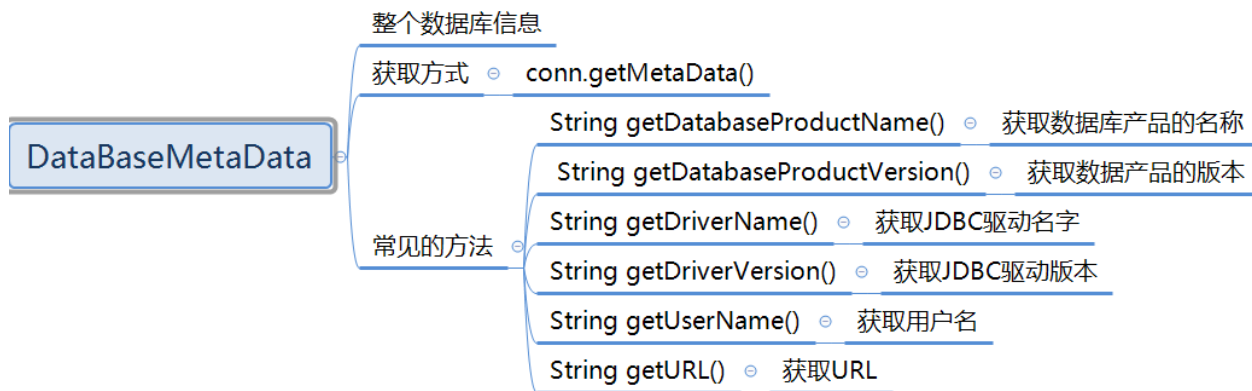 整个数据库信息
获取方式 conn.getMetaData()
DataBaseMetaData
常见的方法
String getDatabaseProductName() 获取数据库产品的名称
String getDatabaseProductVersion() 获取数据产品的版本
String getDriverName() 获取JDBC驱动名字
String getDriverVersion() 获取JDBC驱动版本
String getUserName() 获取用户名
String getURL() 获取URL